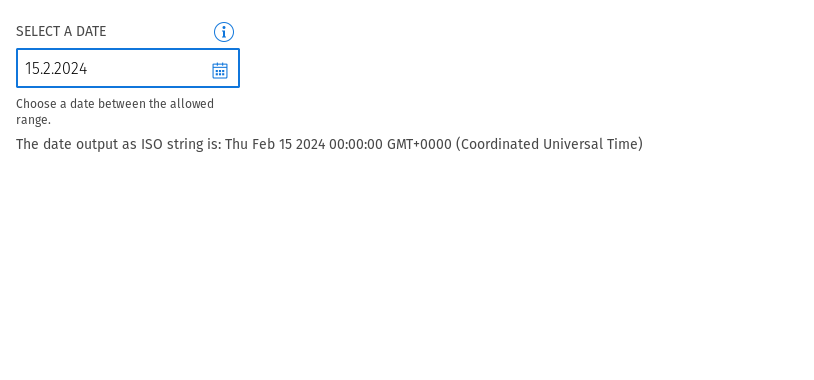 SELECT A DATE
15.2.2024
Choose a date between the allowed
range.
The date output as ISO string is: Thu Feb 15 2024 00:00:00 GMT+0000 (Coordinated Universal Time)